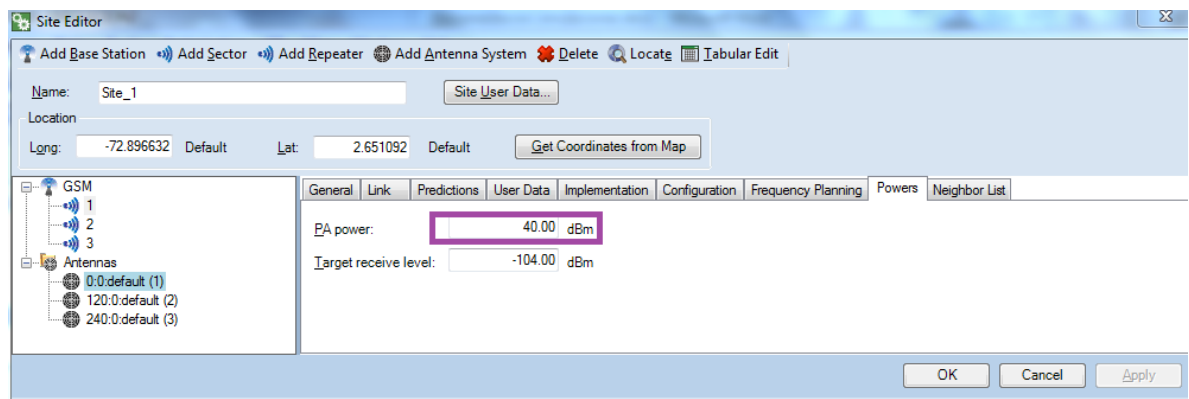 Site Editor
Add Base Station Add Sector Add Repeater Add Antenna System Delete Locate Tabular Edit
Name: Site_1 Site User Data...
Location
Long: -72.896632 Default Lat: 2.651092 Default Get Coordinates from Map
GSM
1
2
3
Antennas
0:0:default (1)
120:0:default (2)
240:0:default (3)
General Link Predictions User Data Implementation Configuration Frequency Planning Powers Neighbor List
PA power: 40.00 dBm
Target receive level: -104.00 dBm
OK Cancel Apply